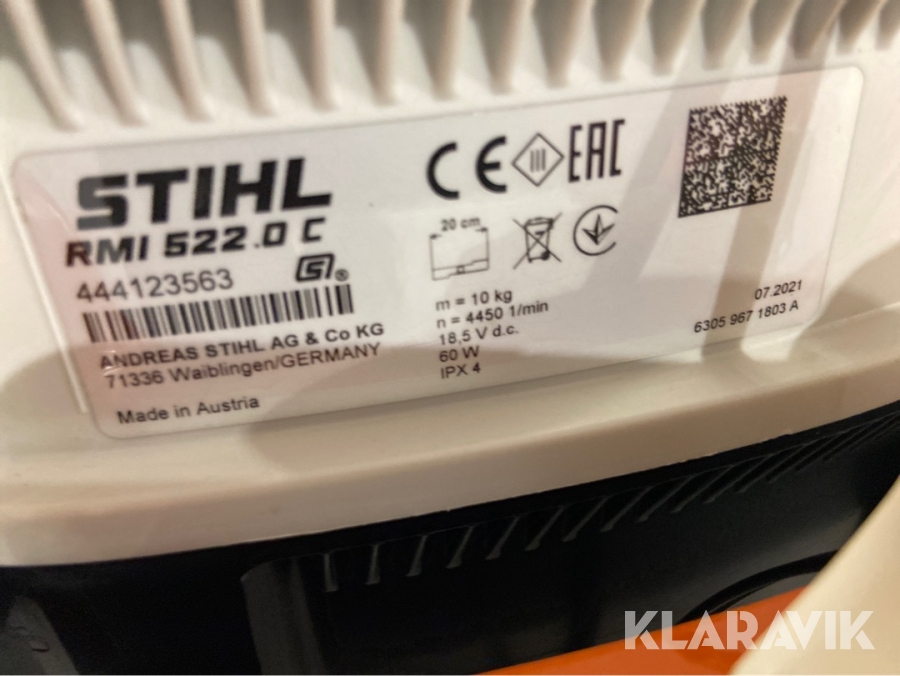 STIHL
RMI 522.0 C
444123563
ANDREAS STIHL AG & Co KG
71336 Waiblingen/GERMANY
Made in Austria
CE III EAC
20 cm
m = 10 kg
n = 4450 1/min
18,5 V d.c.
60 W
IPX 4
07.2021
6305 967 1803 A
KLARAVIK